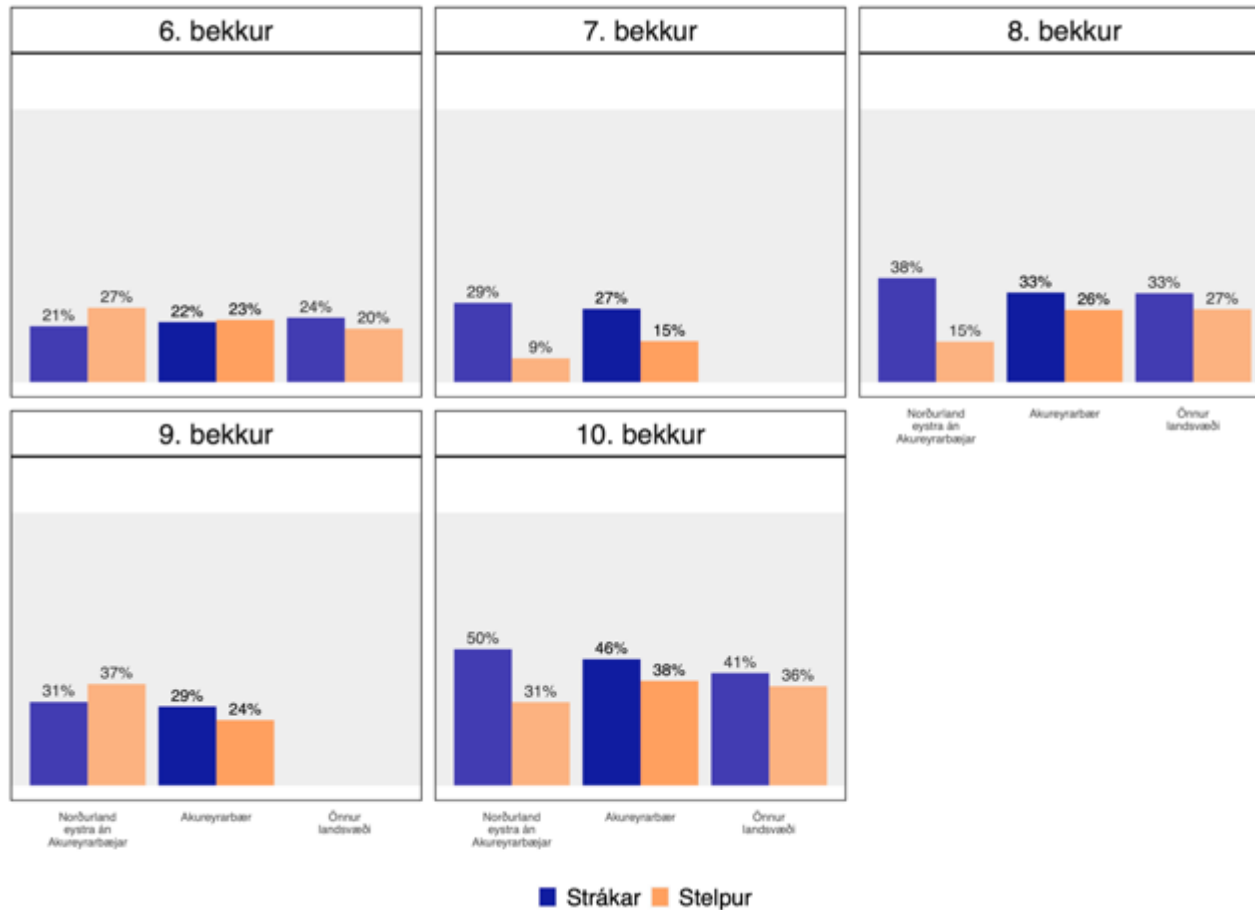 6. bekkur
21%
27%
22%
23%
24%
20%
7. bekkur
29%
9%
27%
15%
8. bekkur
38%
15%
33%
26%
33%
27%
Norðurland
eystra án
Akureyrarbæjar
Akureyrarbær
Önnur
landsvæði
9. bekkur
31%
37%
29%
24%
Norðurland
eystra án
Akureyrarbæjar
Akureyrarbær
Önnur
landsvæði
10. bekkur
50%
31%
46%
38%
41%
36%
Norðurland
eystra án
Akureyrarbæjar
Akureyrarbær
Önnur
landsvæði
Strákar Stelpur